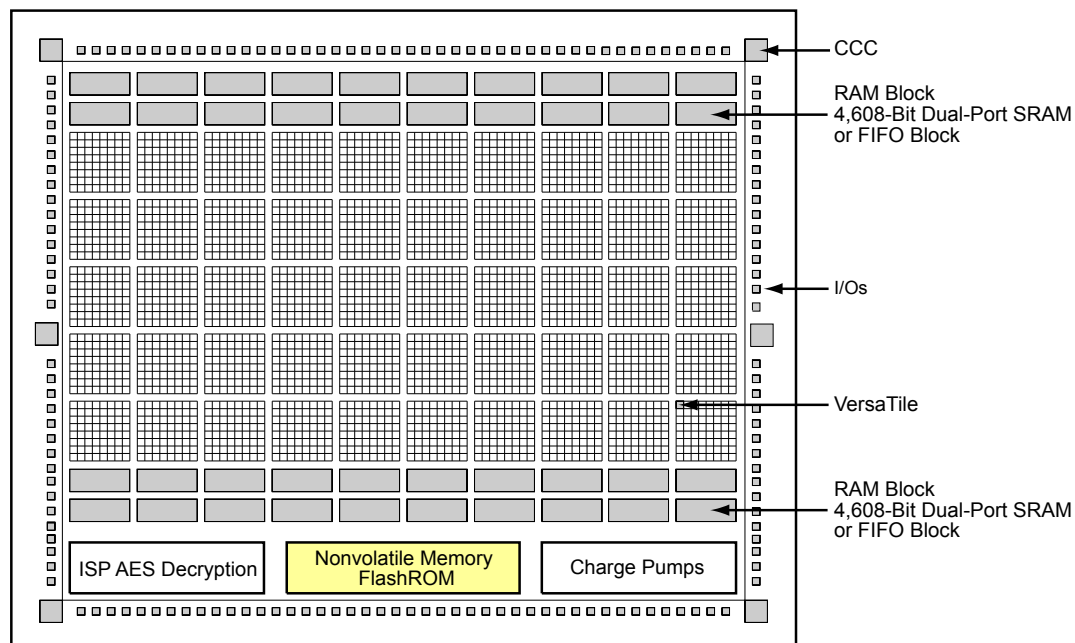 CCC
RAM Block
4,608-Bit Dual-Port SRAM
or FIFO Block
I/Os
VersaTile
RAM Block
4,608-Bit Dual-Port SRAM
or FIFO Block
ISP AES Decryption
Nonvolatile Memory
FlashROM
Charge Pumps